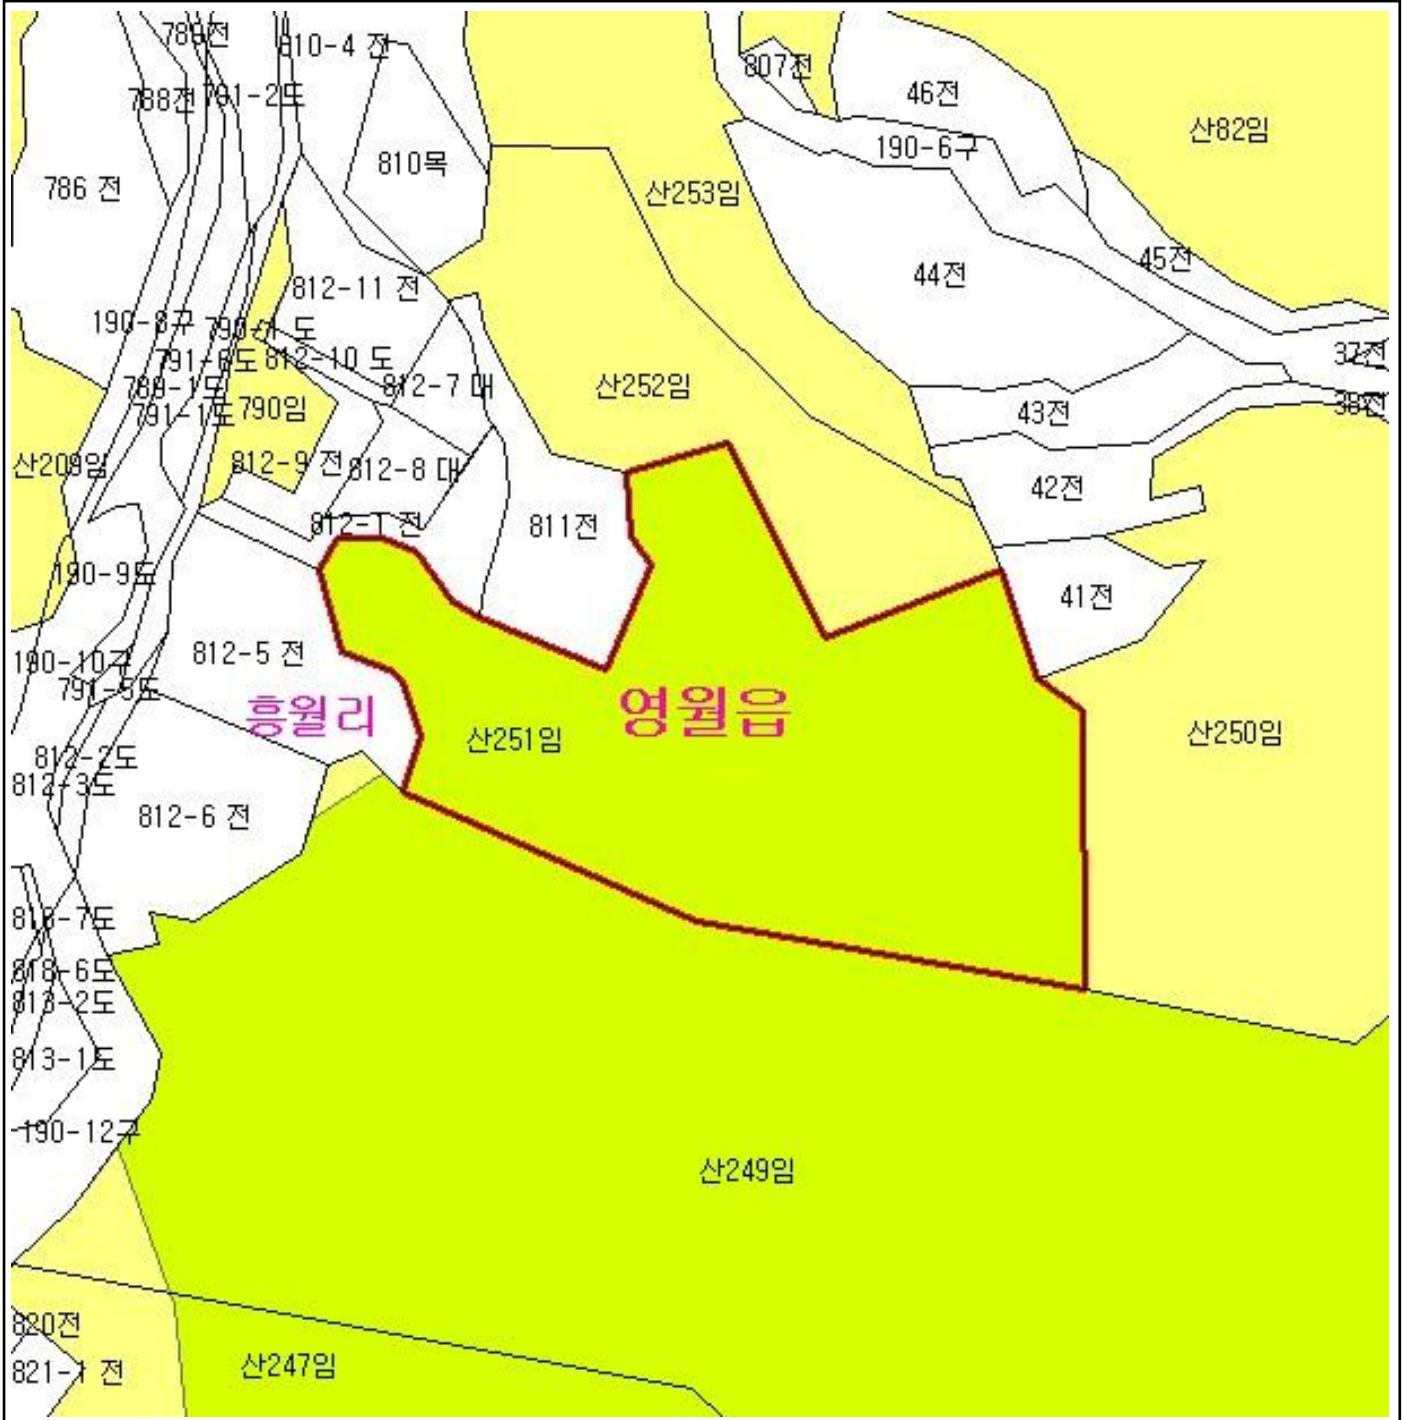 810-4 전
788전
791-2도
807전
46전
산82임
190-6구
810목
786 전
산253임
45전
44전
812-11 전
190-8구
791-6도
812-10 도
37전
789-1도
812-7 대
산252임
791-1도
790임
43전
38전
산209임
812-9 전
812-8 대
42전
812-1 전
811전
190-9도
41전
190-10구
812-5 전
791-5도
흥월리
영월읍
산251임
산250임
812-2도
812-3도
812-6 전
818-6도
813-2도
813-1도
190-12구
산249임
820전
821-1 전
산247임